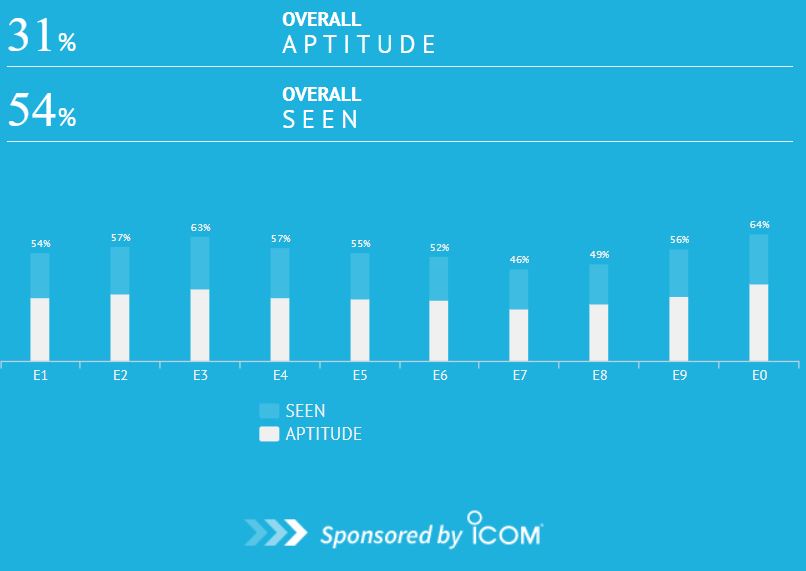 31%
OVERALL
APTITUDE
54%
OVERALL
SEEN
54% 57% 63% 57% 55% 52% 46% 49% 56% 64%
E1 E2 E3 E4 E5 E6 E7 E8 E9 E0
SEEN
APTITUDE
Sponsored by ICOM